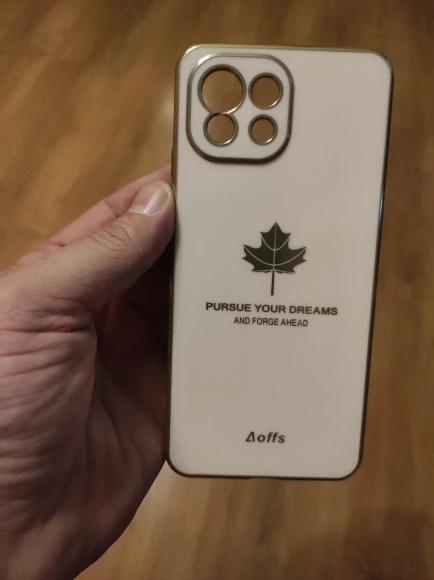 PURSUE YOUR DREAMS
AND FORGE AHEAD
Δoffs